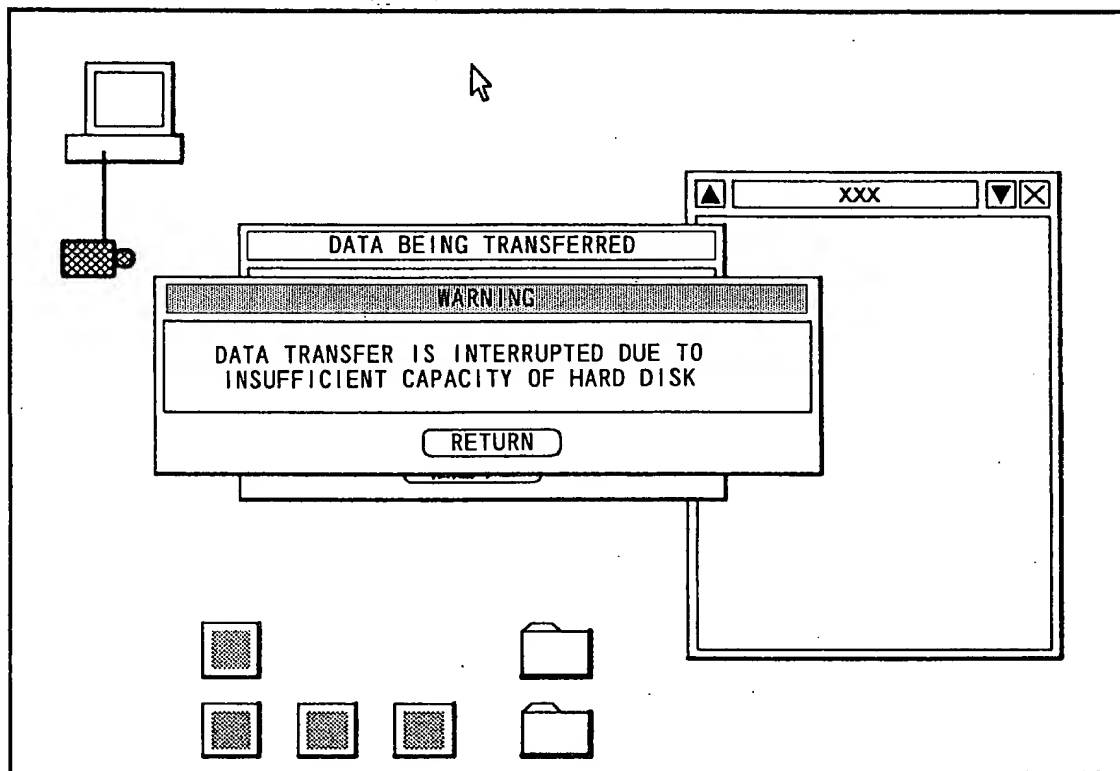 XXX
DATA BEING TRANSFERRED
WARNING
DATA TRANSFER IS INTERRUPTED DUE TO
INSUFFICIENT CAPACITY OF HARD DISK
RETURN